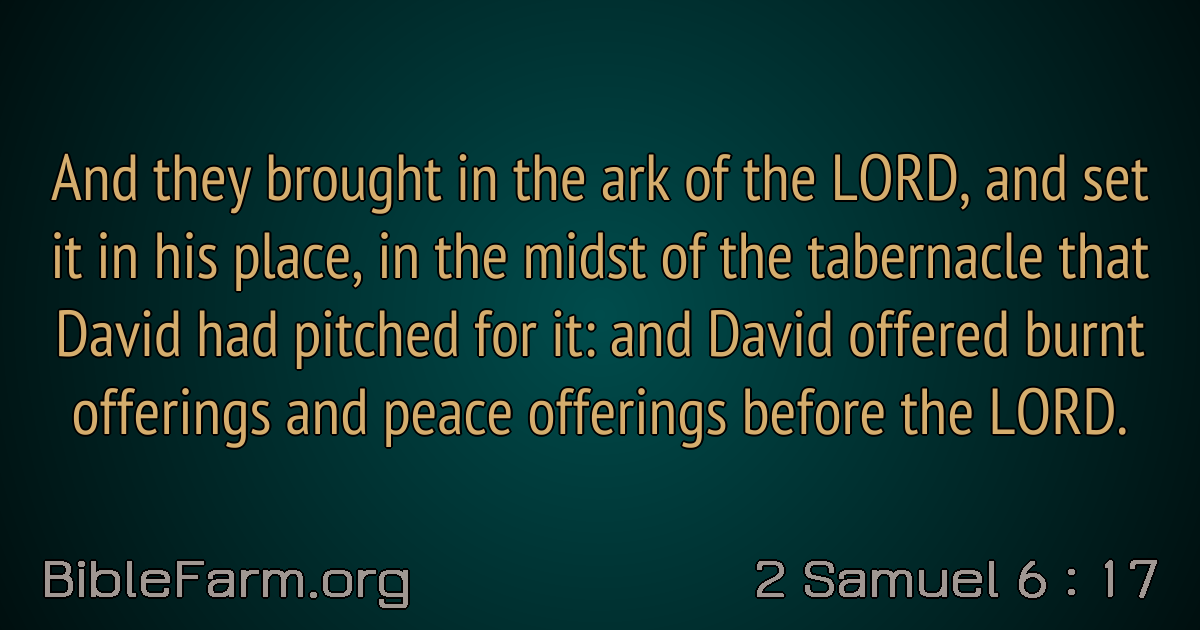 And they brought in the ark of the LORD, and set
it in his place, in the midst of the tabernacle that
David had pitched for it: and David offered burnt
offerings and peace offerings before the LORD.
BibleFarm.org
2 Samuel 6 : 17